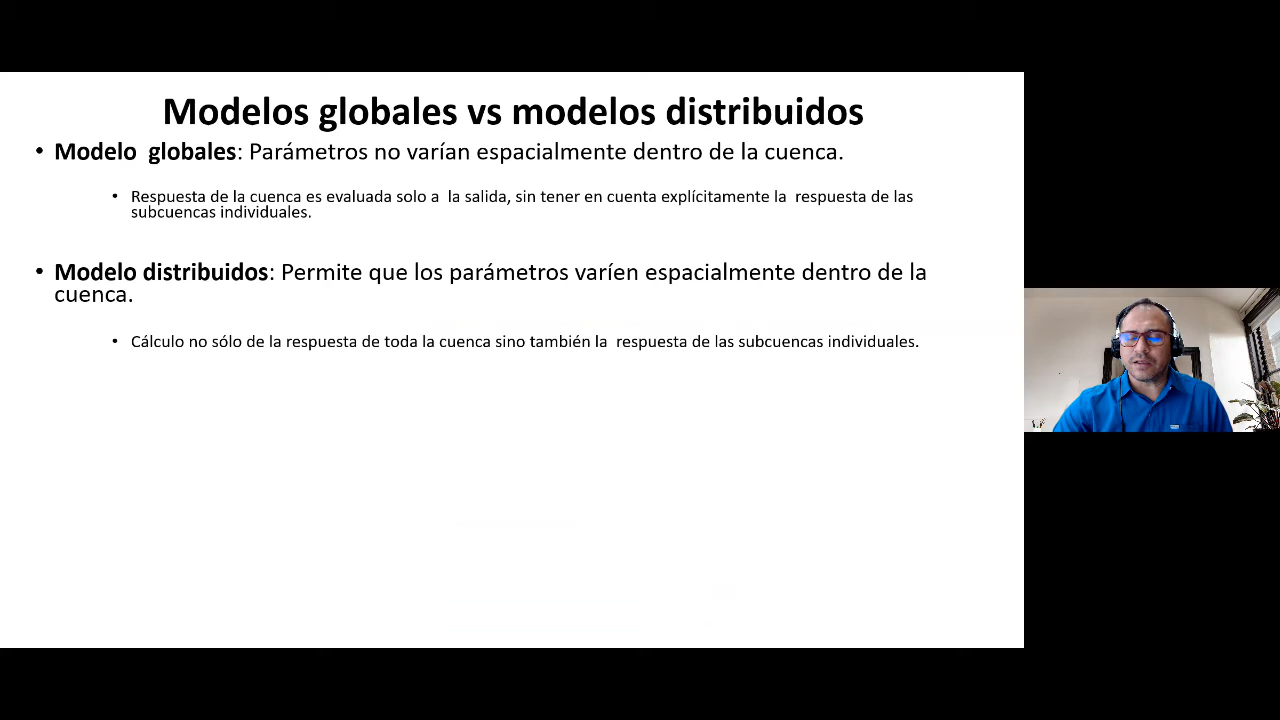 Modelos globales vs modelos distribuidos
• Modelo globales: Parámetros no varían espacialmente dentro de la cuenca.
• Respuesta de la cuenca es evaluada solo a la salida, sin tener en cuenta explícitamente la respuesta de las
subcuencas individuales.
• Modelo distribuidos: Permite que los parámetros varíen espacialmente dentro de la
cuenca.
• Cálculo no sólo de la respuesta de toda la cuenca sino también la respuesta de las subcuencas individuales.